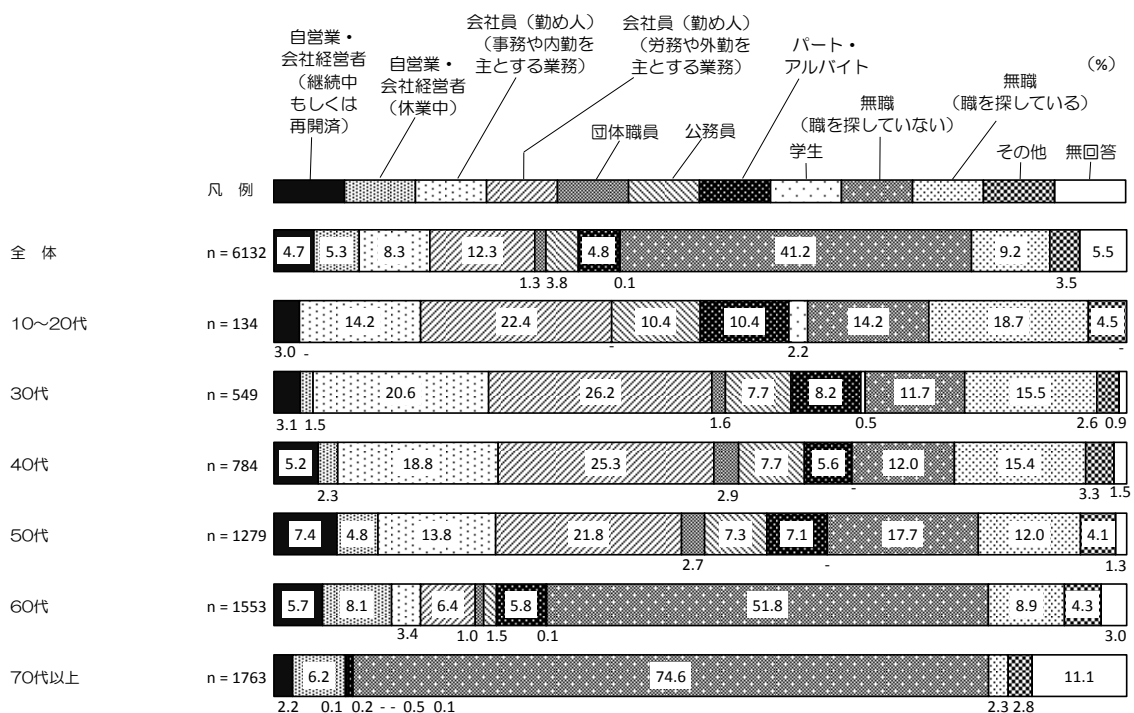 自営業・
会社経営者
（継続中
もしくは
再開済）
自営業・
会社経営者
（休業中）
会社員（勤め人）
（事務や内勤を
主とする業務）
会社員（勤め人）
（労務や外勤を
主とする業務）
団体職員
公務員
パート・
アルバイト
学生
無職
（職を探していない）
無職
（職を探している）
その他
無回答
（%）
凡 例
全 体 n = 6132 4.7 5.3 8.3 12.3 4.8 41.2 9.2 5.5
1.3 3.8 0.1 3.5
10～20代 n = 134 14.2 22.4 10.4 10.4 14.2 18.7 4.5
3.0 - - 2.2 -
30代 n = 549 20.6 26.2 7.7 8.2 11.7 15.5
3.1 1.5 1.6 0.5 2.6 0.9
40代 n = 784 5.2 18.8 25.3 7.7 5.6 12.0 15.4
2.3 2.9 - 3.3 1.5
50代 n = 1279 7.4 4.8 13.8 21.8 7.3 7.1 17.7 12.0 4.1
2.7 - 1.3
60代 n = 1553 5.7 8.1 6.4 5.8 51.8 8.9 4.3
3.4 1.0 1.5 0.1 3.0
70代以上 n = 1763 6.2 74.6 11.1
2.2 0.1 0.2 - - 0.5 0.1 2.3 2.8